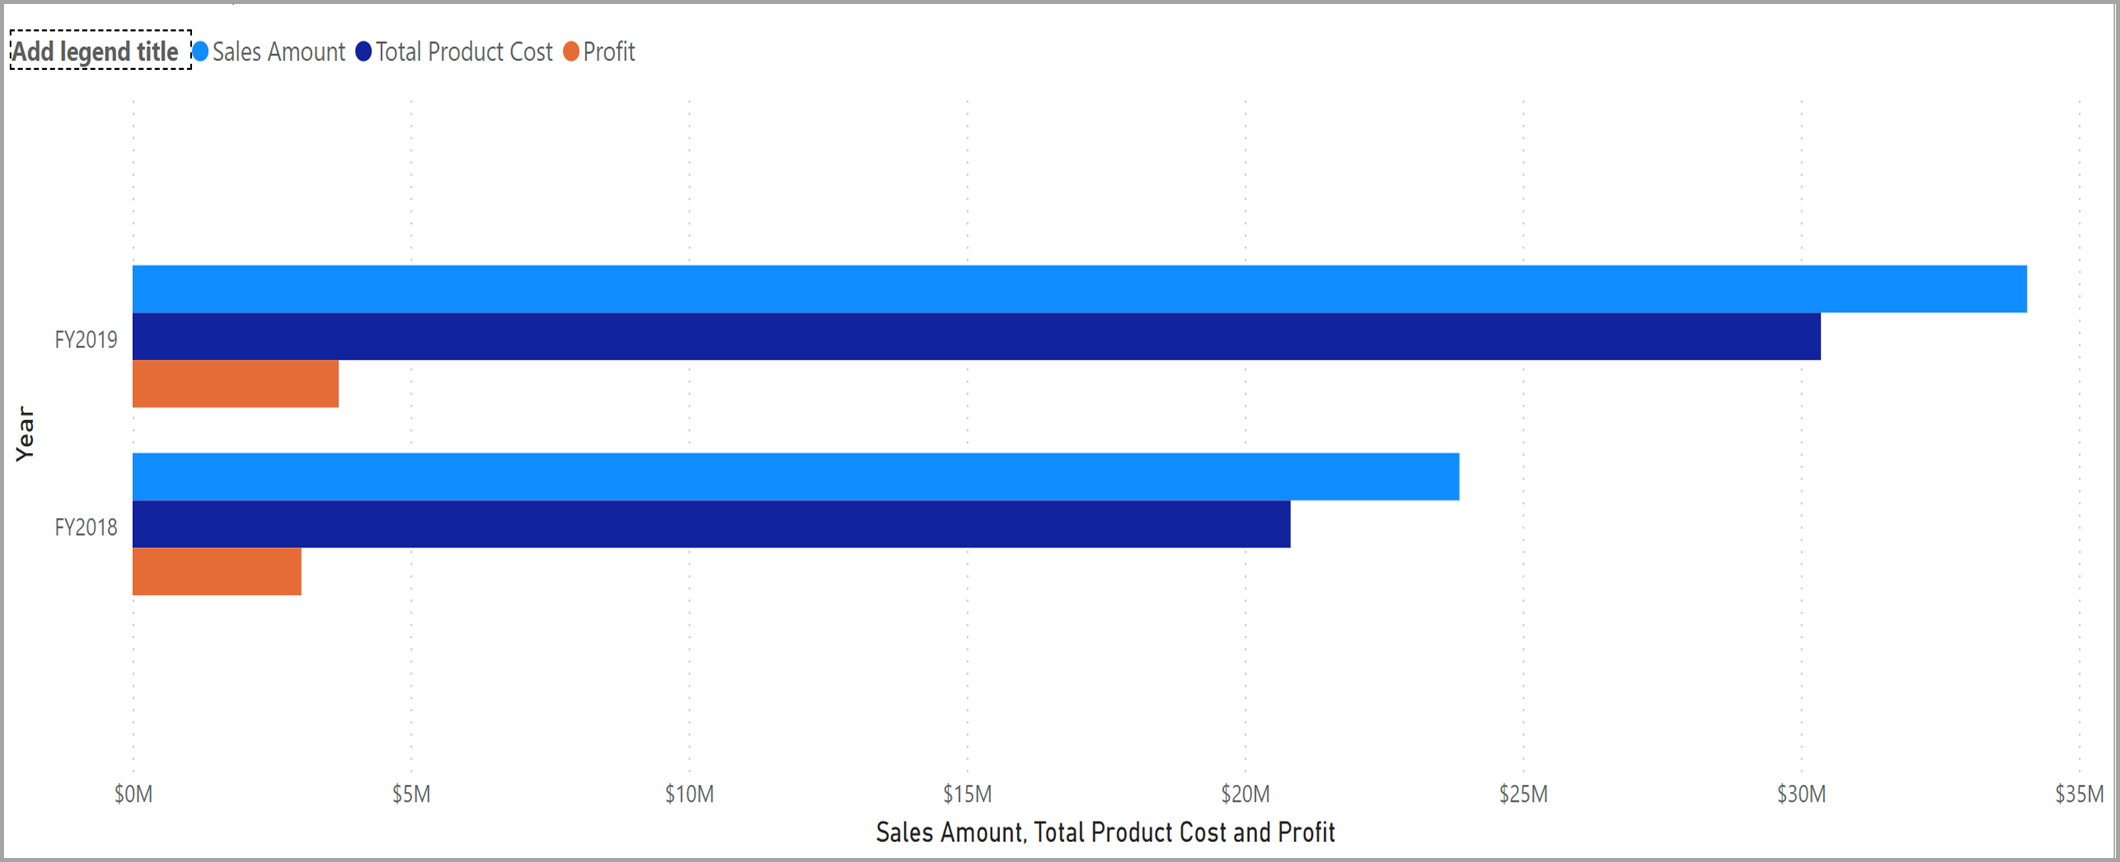 Add legend title Sales Amount Total Product Cost Profit
FY2019
Year
FY2018
$0M $5M $10M $15M $20M $25M $30M $35M
Sales Amount, Total Product Cost and Profit